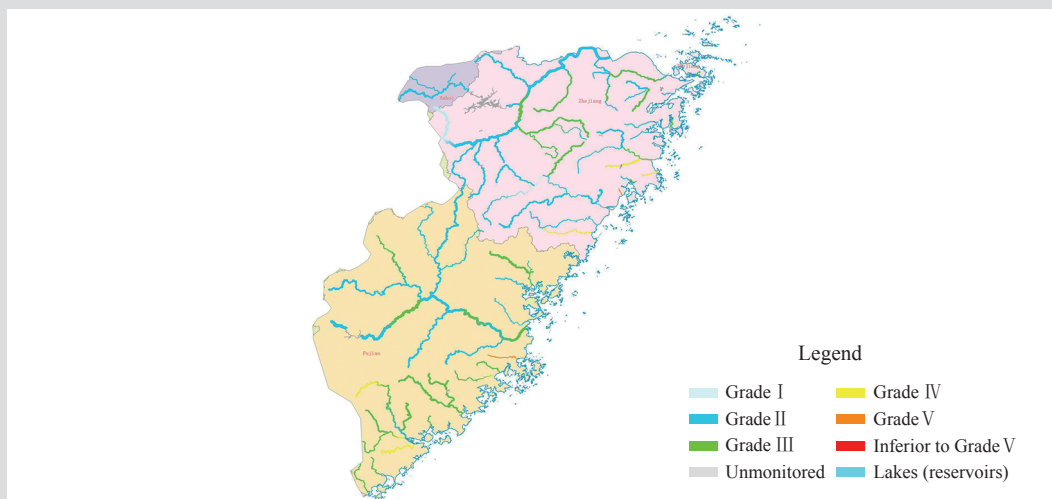 Zhejiang
Fujian
Legend
Grade Ⅰ
Grade Ⅱ
Grade Ⅲ
Unmonitored
Grade Ⅳ
Grade Ⅴ
Inferior to Grade Ⅴ
Lakes (reservoirs)